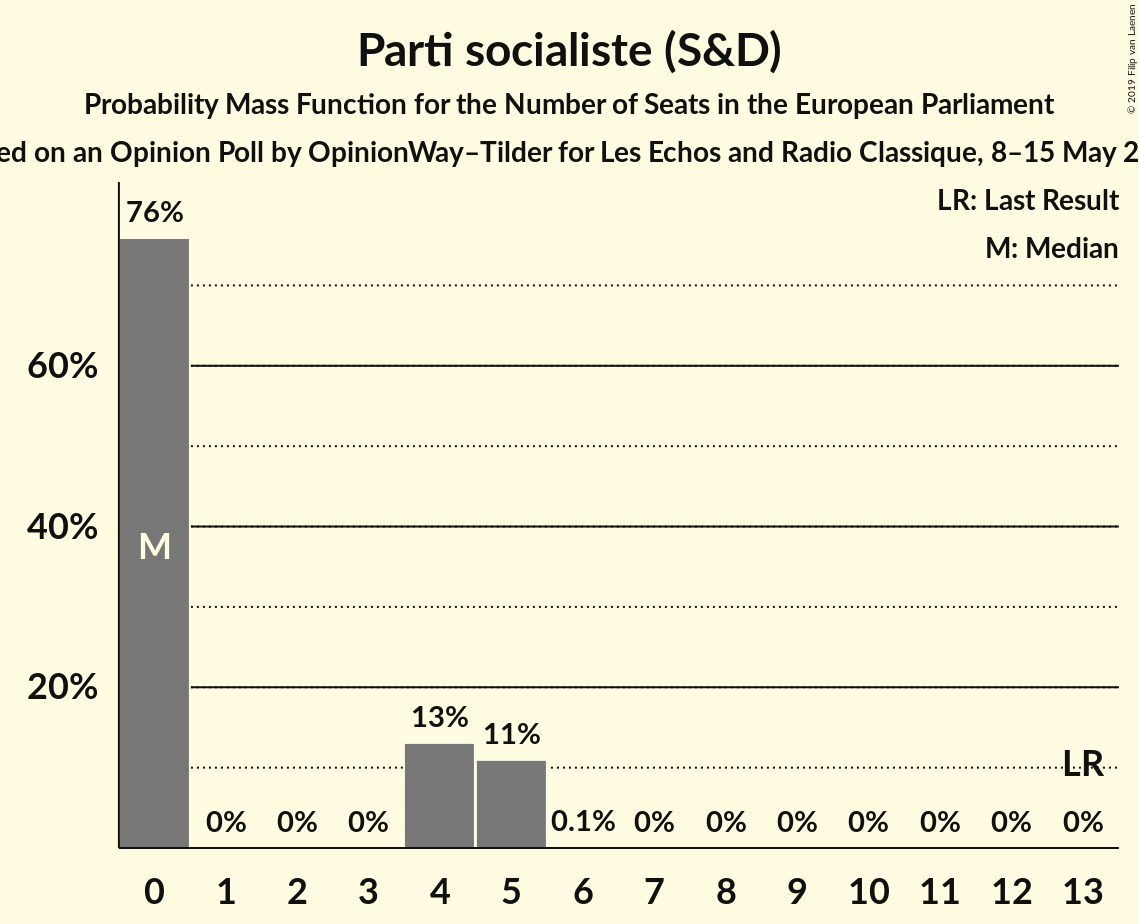 Parti socialiste (S&D)
Probability Mass Function for the Number of Seats in the European Parliament
ed on an Opinion Poll by OpinionWay–Tilder for Les Echos and Radio Classique, 8–15 May 2
© 2019 Filip van Laenen
LR: Last Result
M: Median
76%
60%
40%
M
20%
13%
11%
LR
0%
0%
0%
0.1%
0%
0%
0%
0%
0%
0%
0%
0 1 2 3 4 5 6 7 8 9 10 11 12 13